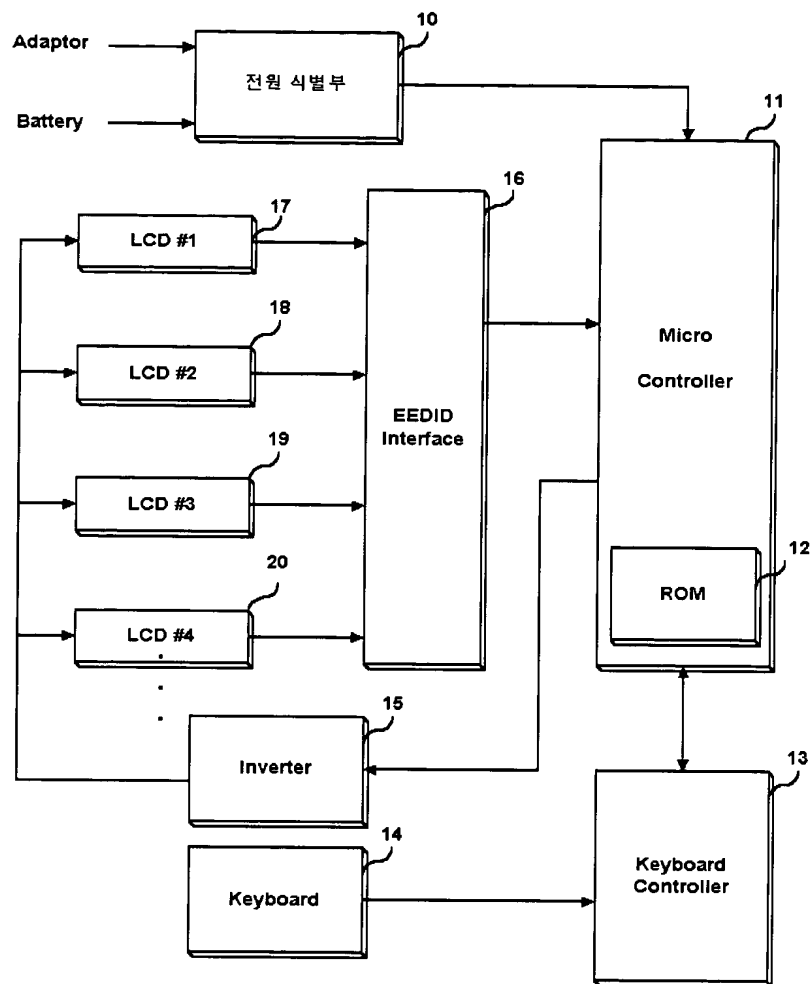 Adaptor
10
전원 식별부
Battery
11
16
17
LCD #1
18
Micro
Controller
LCD #2
EEDID
Interface
19
LCD #3
12
ROM
20
LCD #4
15
Inverter
13
14
Keyboard
Keyboard
Controller